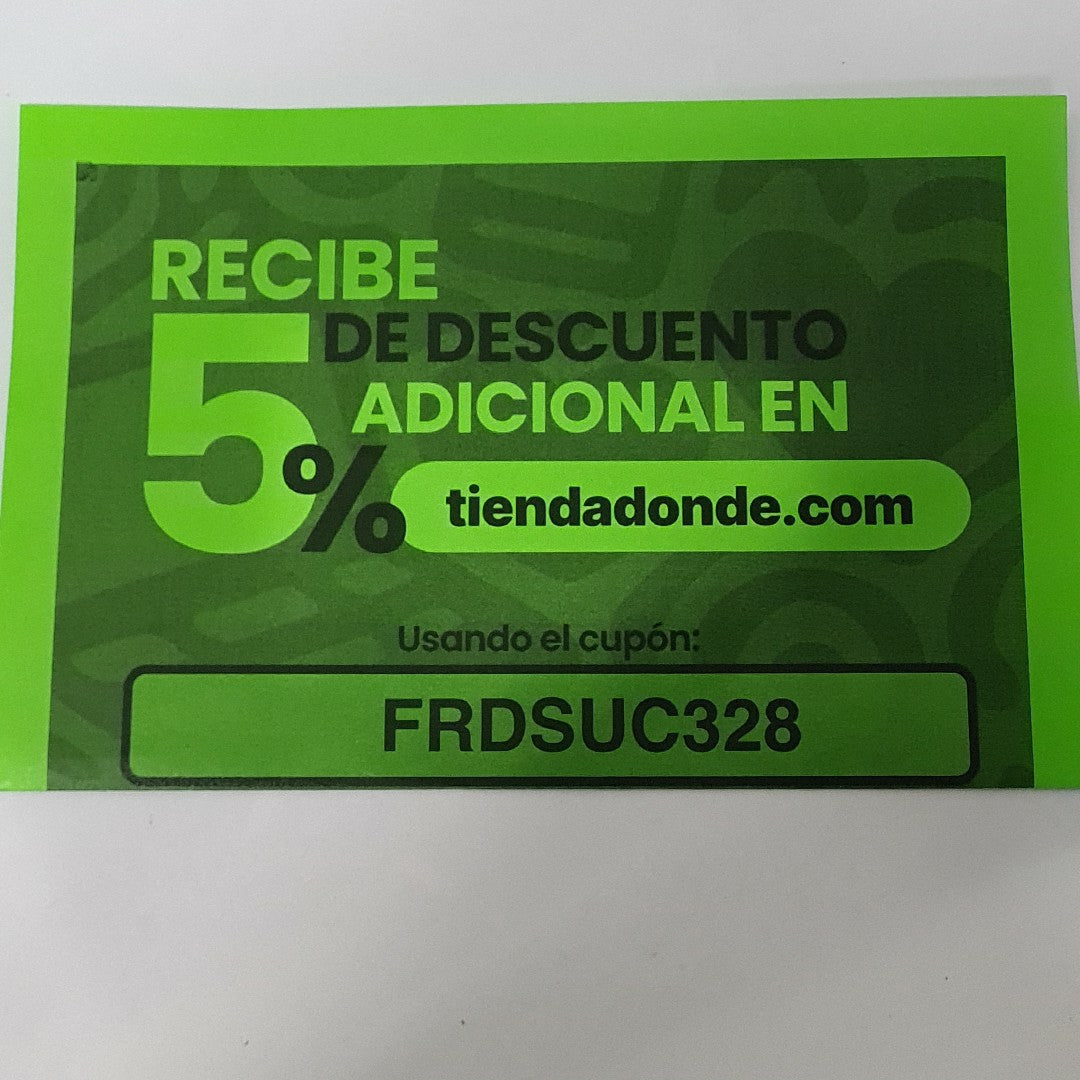 RECIBE
5% DE DESCUENTO
ADICIONAL EN
tiendadonde.com
Usando el cupón:
FRDSUC328